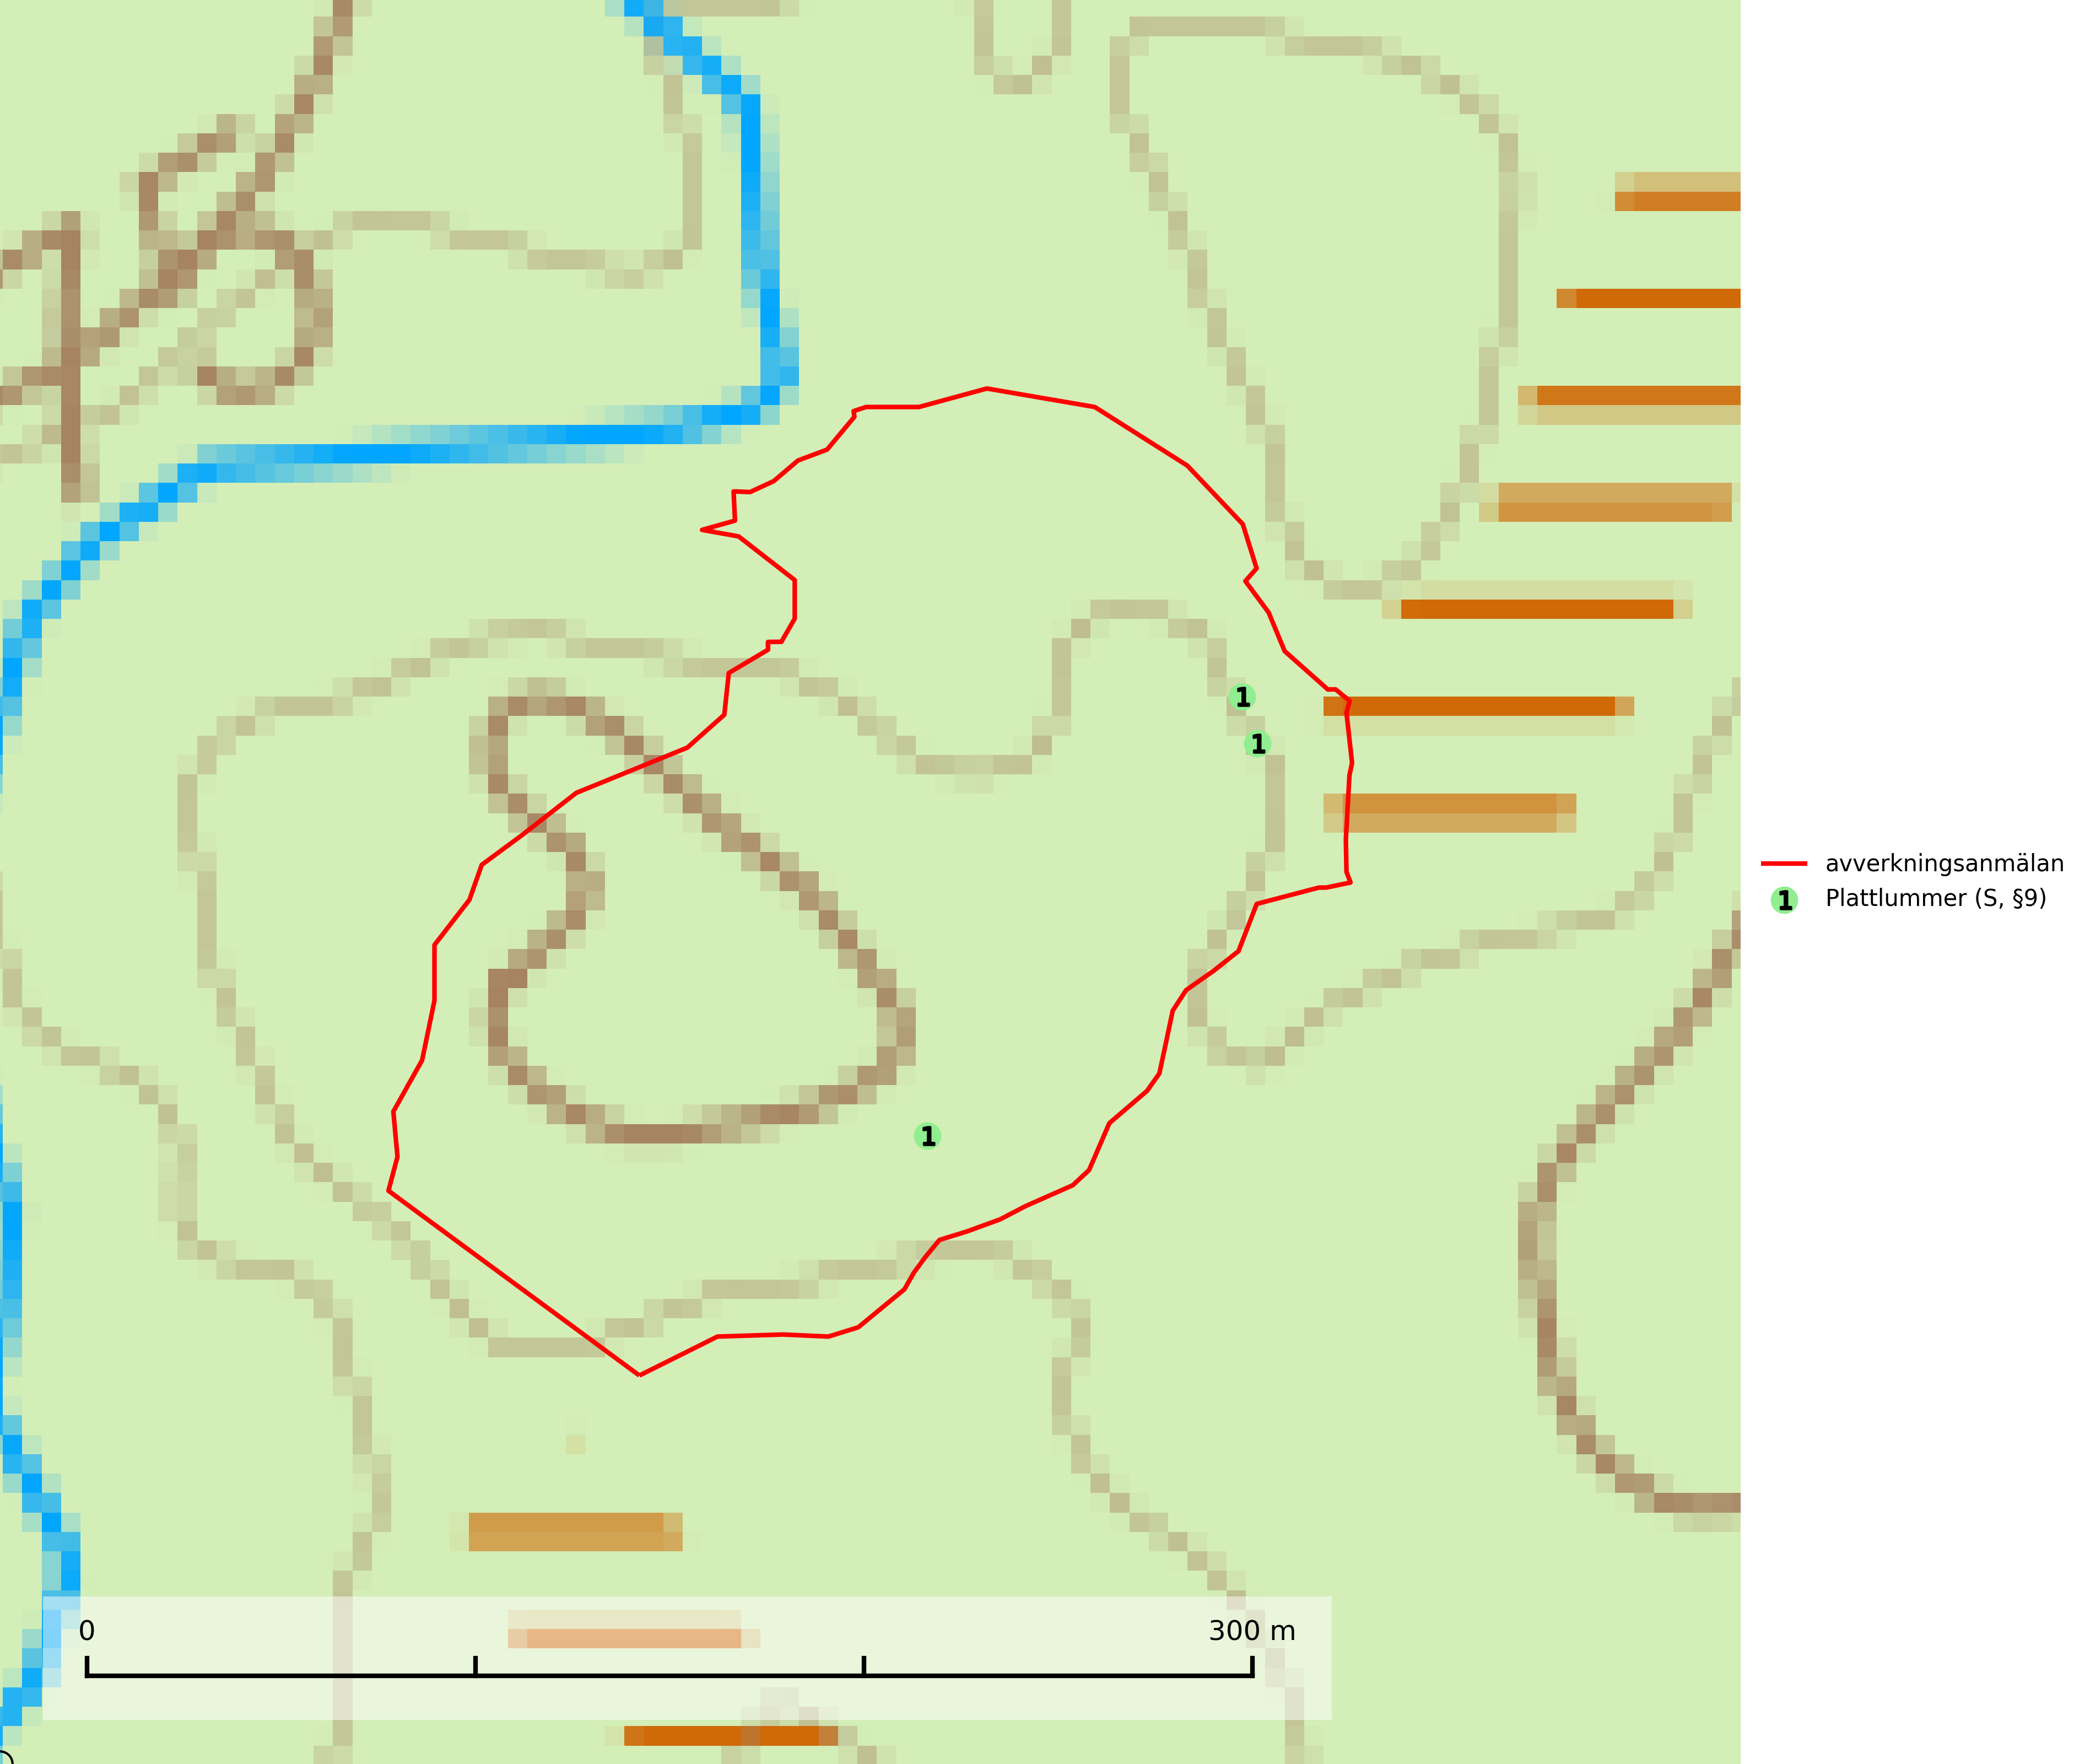 1
1
1
avverkningsanmälan
1 Plattlummer (S, §9)
0 300 m